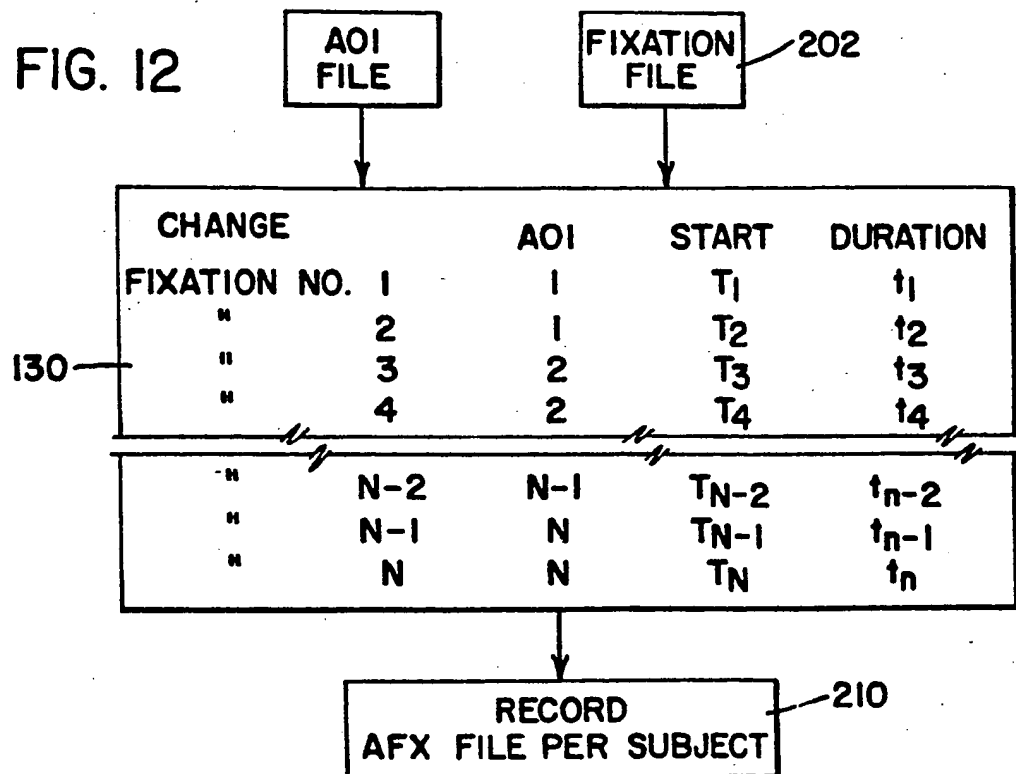 FIG. 12
AOI
FILE
FIXATION
FILE
202
CHANGE AOI START DURATION
FIXATION NO. 1 1 T1 t1
" 2 1 T2 t2
130
" 3 2 T3 t3
" 4 2 T4 t4
" N-2 N-1 TN-2 tn-2
" N-1 N TN-1 tn-1
" N N TN tn
RECORD
AFX FILE PER SUBJECT
210